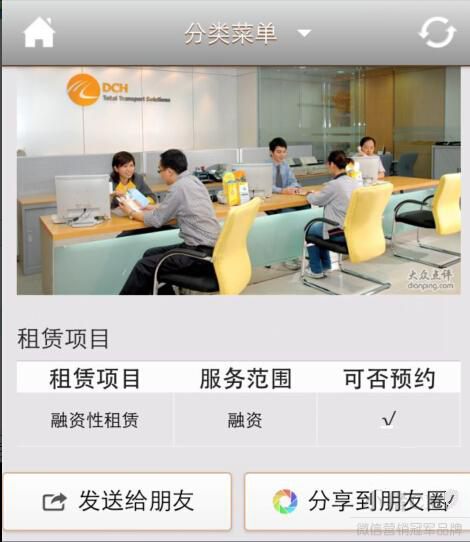 分类菜单
DCH
Total Transport Solutions
大众点评
dianping.com
租赁项目
租赁项目 服务范围 可否预约
融资性租赁 融资 √
发送给朋友 分享到朋友圈
微信营销冠军品牌